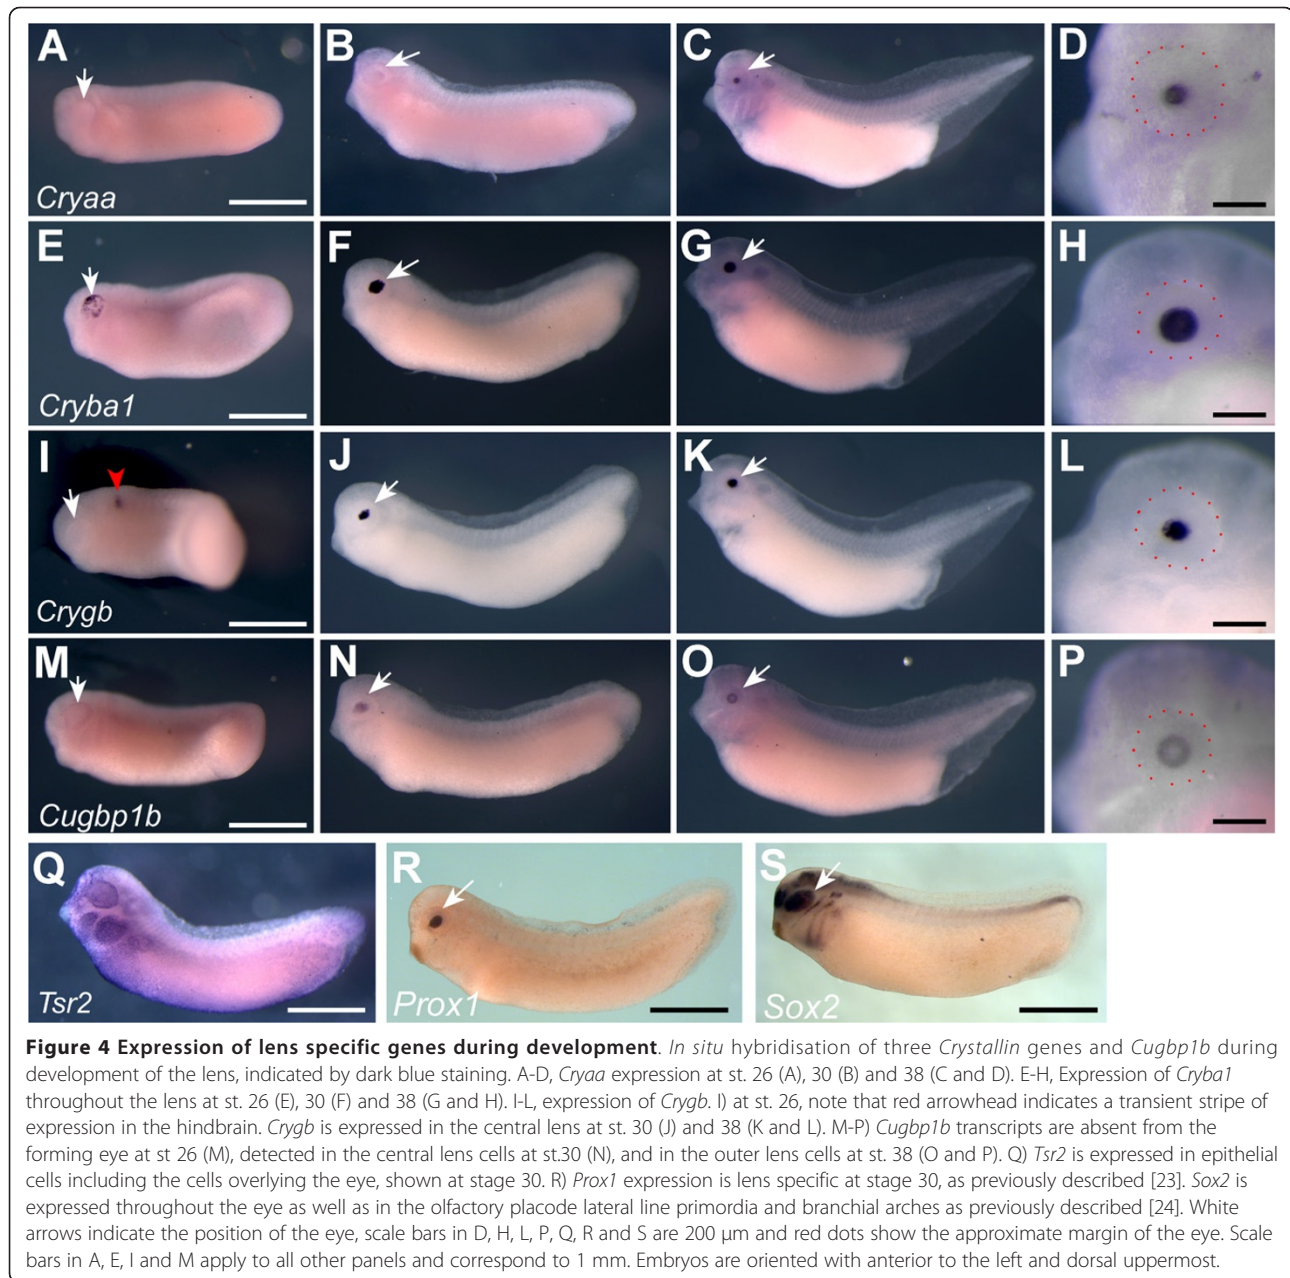 A
B
C
D
Cryaa
E
F
G
H
Cryba1
I
J
K
L
Crygb
M
N
O
P
Cugbp1b
Q
R
S
Tsr2
Prox1
Sox2
Figure 4 Expression of lens specific genes during development. In situ hybridisation of three Crystallin genes and Cugbp1b during
development of the lens, indicated by dark blue staining. A-D, Cryaa expression at st. 26 (A), 30 (B) and 38 (C and D). E-H, Expression of Cryba1
throughout the lens at st. 26 (E), 30 (F) and 38 (G and H). I-L, expression of Crygb. I) at st. 26, note that red arrowhead indicates a transient stripe of
expression in the hindbrain. Crygb is expressed in the central lens at st. 30 (J) and 38 (K and L). M-P) Cugbp1b transcripts are absent from the
forming eye at st 26 (M), detected in the central lens cells at st.30 (N), and in the outer lens cells at st. 38 (O and P). Q) Tsr2 is expressed in epithelial
cells including the cells overlying the eye, shown at stage 30. R) Prox1 expression is lens specific at stage 30, as previously described [23]. Sox2 is
expressed throughout the eye as well as in the olfactory placode lateral line primordia and branchial arches as previously described [24]. White
arrows indicate the position of the eye, scale bars in D, H, L, P, Q, R and S are 200 μm and red dots show the approximate margin of the eye. Scale
bars in A, E, I and M apply to all other panels and correspond to 1 mm. Embryos are oriented with anterior to the left and dorsal uppermost.